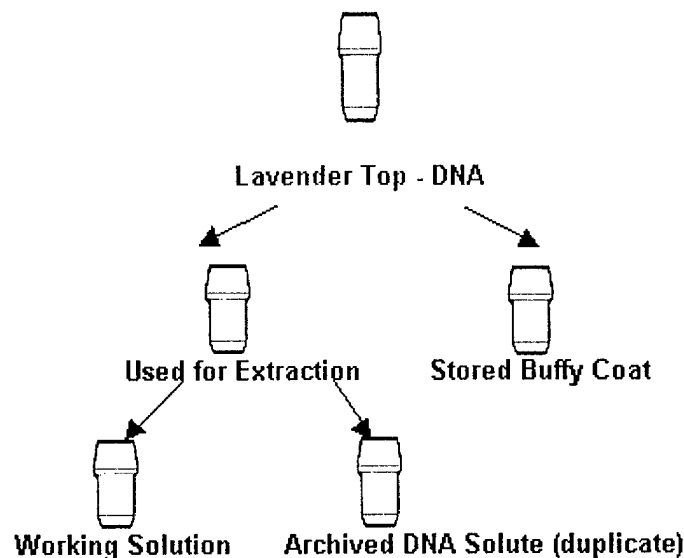 Lavender Top - DNA
Used for Extraction
Stored Buffy Coat
Working Solution
Archived DNA Solute (duplicate)